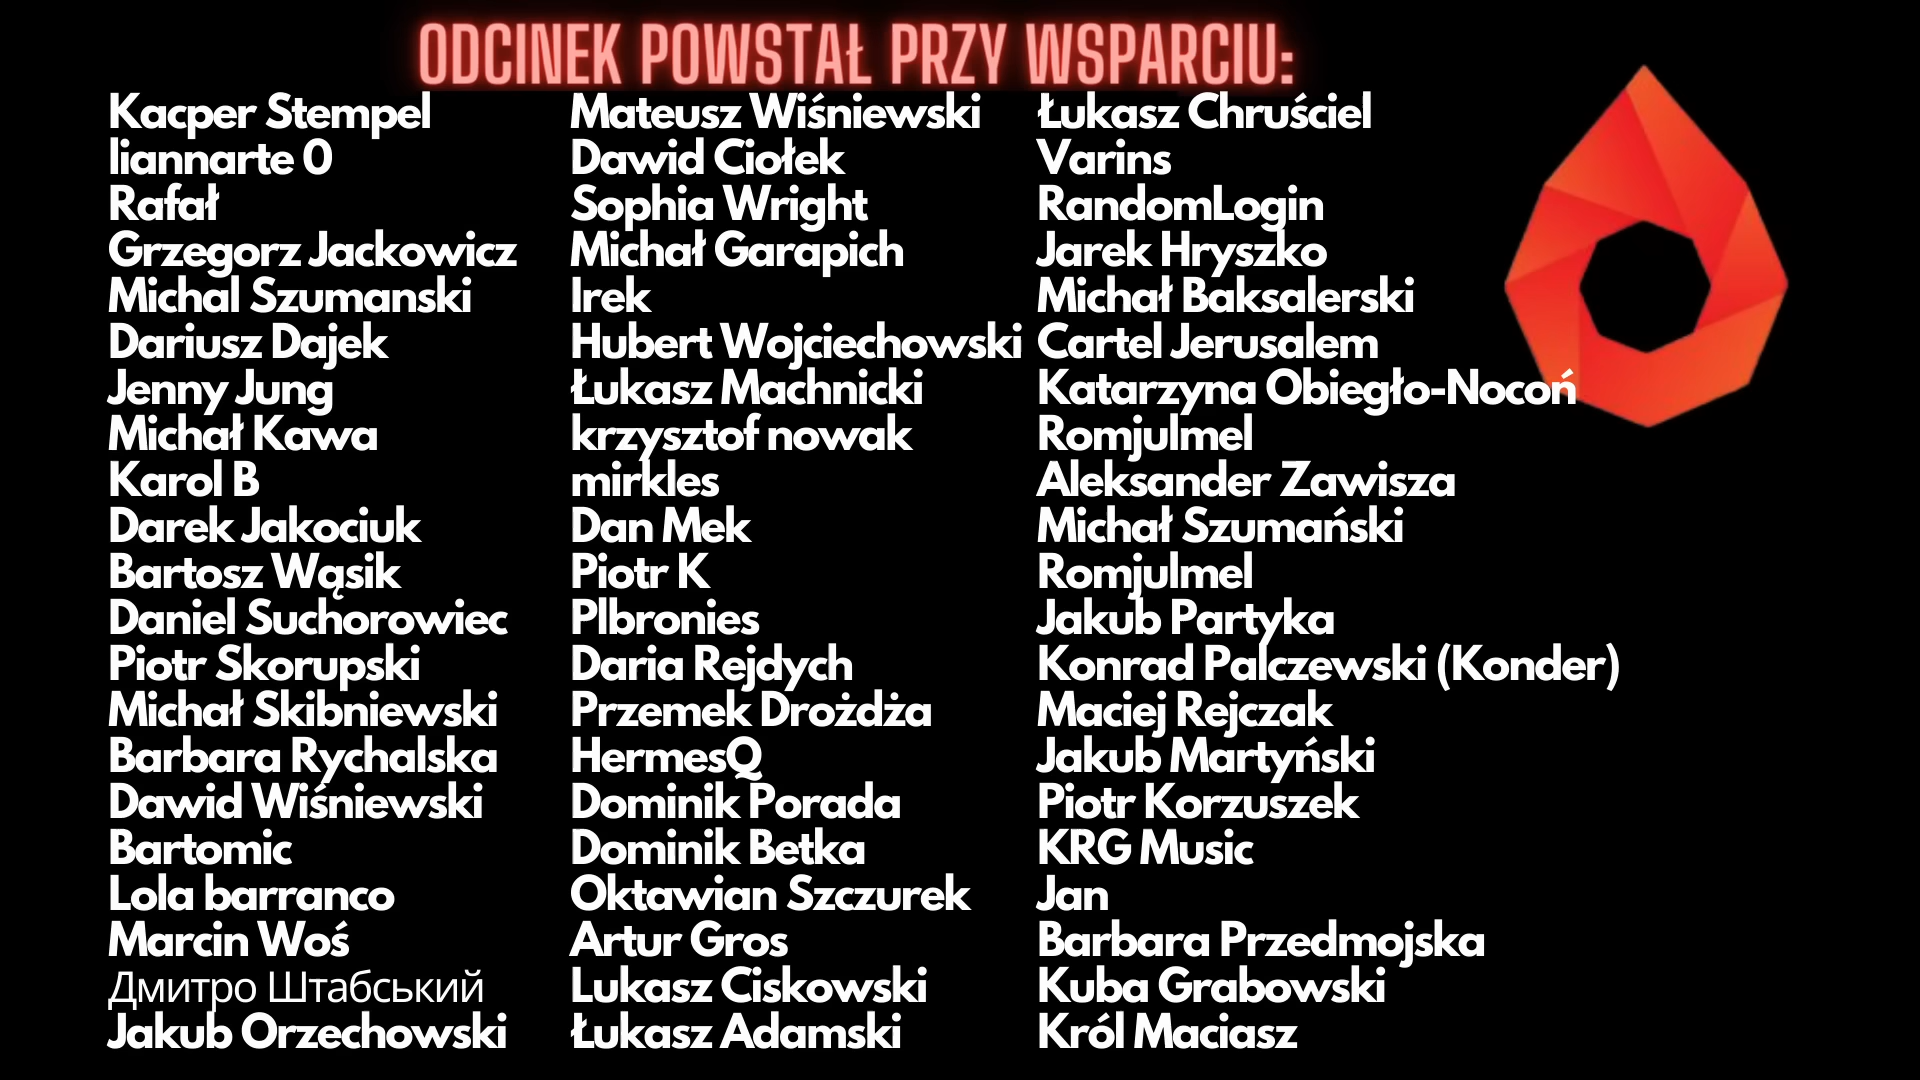 ODCINEK POWSTAŁ PRZY WSPARCIU:
Kacper Stempel
liannarte 0
Rafał
Grzegorz Jackowicz
Michal Szumanski
Dariusz Dajek
Jenny Jung
Michał Kawa
Karol B
Darek Jakociuk
Bartosz Wąsik
Daniel Suchorowiec
Piotr Skorupski
Michał Skibniewski
Barbara Rychalska
Dawid Wiśniewski
Bartomic
Lola barranco
Marcin Woś
Дмитро Штабський
Jakub Orzechowski
Mateusz Wiśniewski
Dawid Ciołek
Sophia Wright
Michał Garapich
Irek
Hubert Wojciechowski
Łukasz Machnicki
krzysztof nowak
mirkles
Dan Mek
Piotr K
Plbronies
Daria Rejdych
Przemek Drożdża
HermesQ
Dominik Porada
Dominik Betka
Oktawian Szczurek
Artur Gros
Lukasz Ciskowski
Łukasz Adamski
Łukasz Chruściel
Varins
RandomLogin
Jarek Hryszko
Michał Baksalerski
Cartel Jerusalem
Katarzyna Obiegło-Nocoń
Romjulmel
Aleksander Zawisza
Michał Szumański
Romjulmel
Jakub Partyka
Konrad Palczewski (Konder)
Maciej Rejczak
Jakub Martyński
Piotr Korzuszek
KRG Music
Jan
Barbara Przedmojska
Kuba Grabowski
Król Maciasz